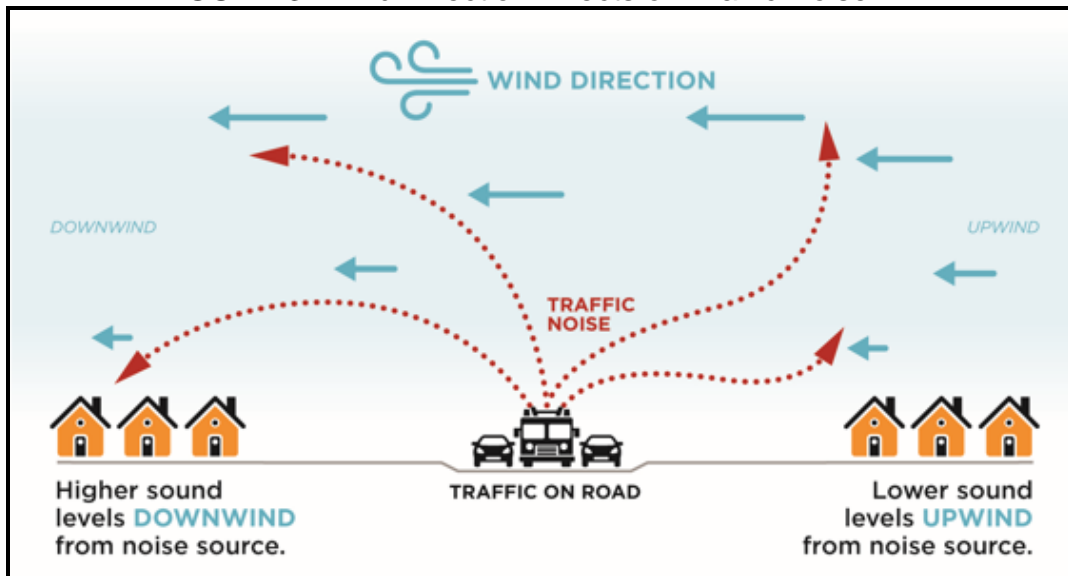 WIND DIRECTION
DOWNWIND
UPWIND
TRAFFIC
NOISE
TRAFFIC ON ROAD
Higher sound
levels DOWNWIND
from noise source.
Lower sound
levels UPWIND
from noise source.